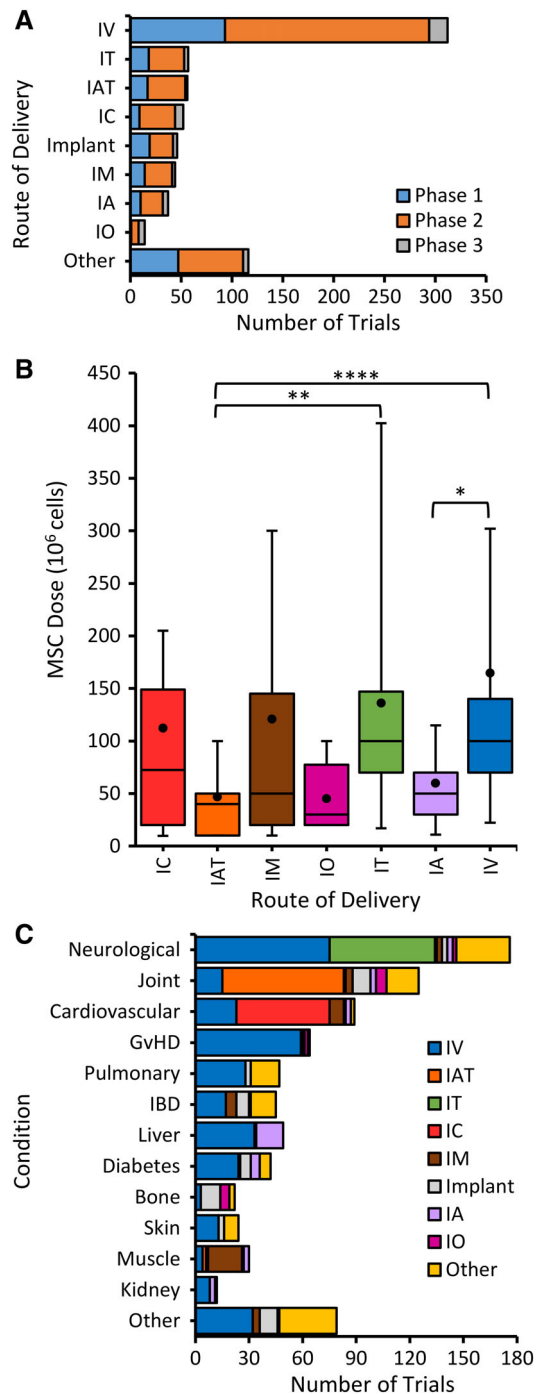 A
Route of Delivery
IV
IT
IAT
IC
Implant
IM
IA
IO
Other
Phase 1
Phase 2
Phase 3
0 50 100 150 200 250 300 350
Number of Trials
B
MSC Dose (10⁶ cells)
450
400
350
300
250
200
150
100
50
0
****
**
*
IC IAT IM IO IT IA IV
Route of Delivery
C
Condition
Neurological
Joint
Cardiovascular
GvHD
Pulmonary
IBD
Liver
Diabetes
Bone
Skin
Muscle
Kidney
Other
IV
IAT
IT
IC
IM
Implant
IA
IO
Other
0 30 60 90 120 150 180
Number of Trials